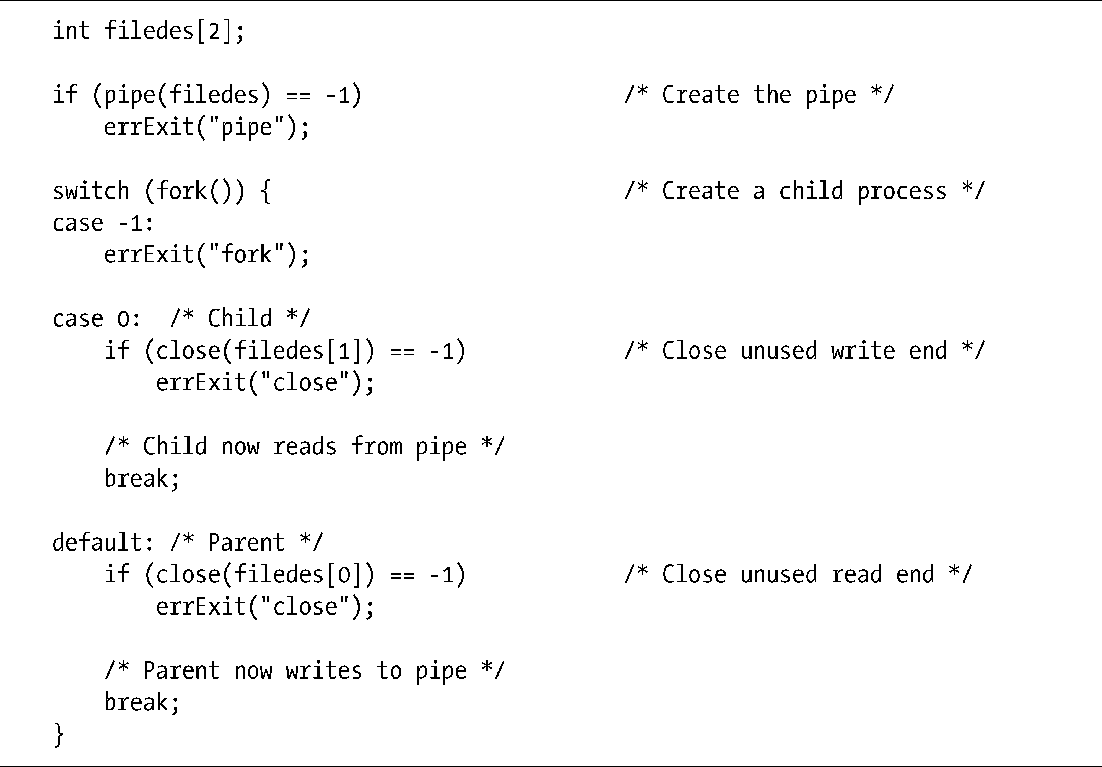 int filedes[2];
if (pipe(filedes) == -1) /* Create the pipe */
errExit("pipe");
switch (fork()) { /* Create a child process */
case -1:
errExit("fork");
case 0: /* Child */
if (close(filedes[1]) == -1) /* Close unused write end */
errExit("close");
/* Child now reads from pipe */
break;
default: /* Parent */
if (close(filedes[0]) == -1) /* Close unused read end */
errExit("close");
/* Parent now writes to pipe */
break;
}